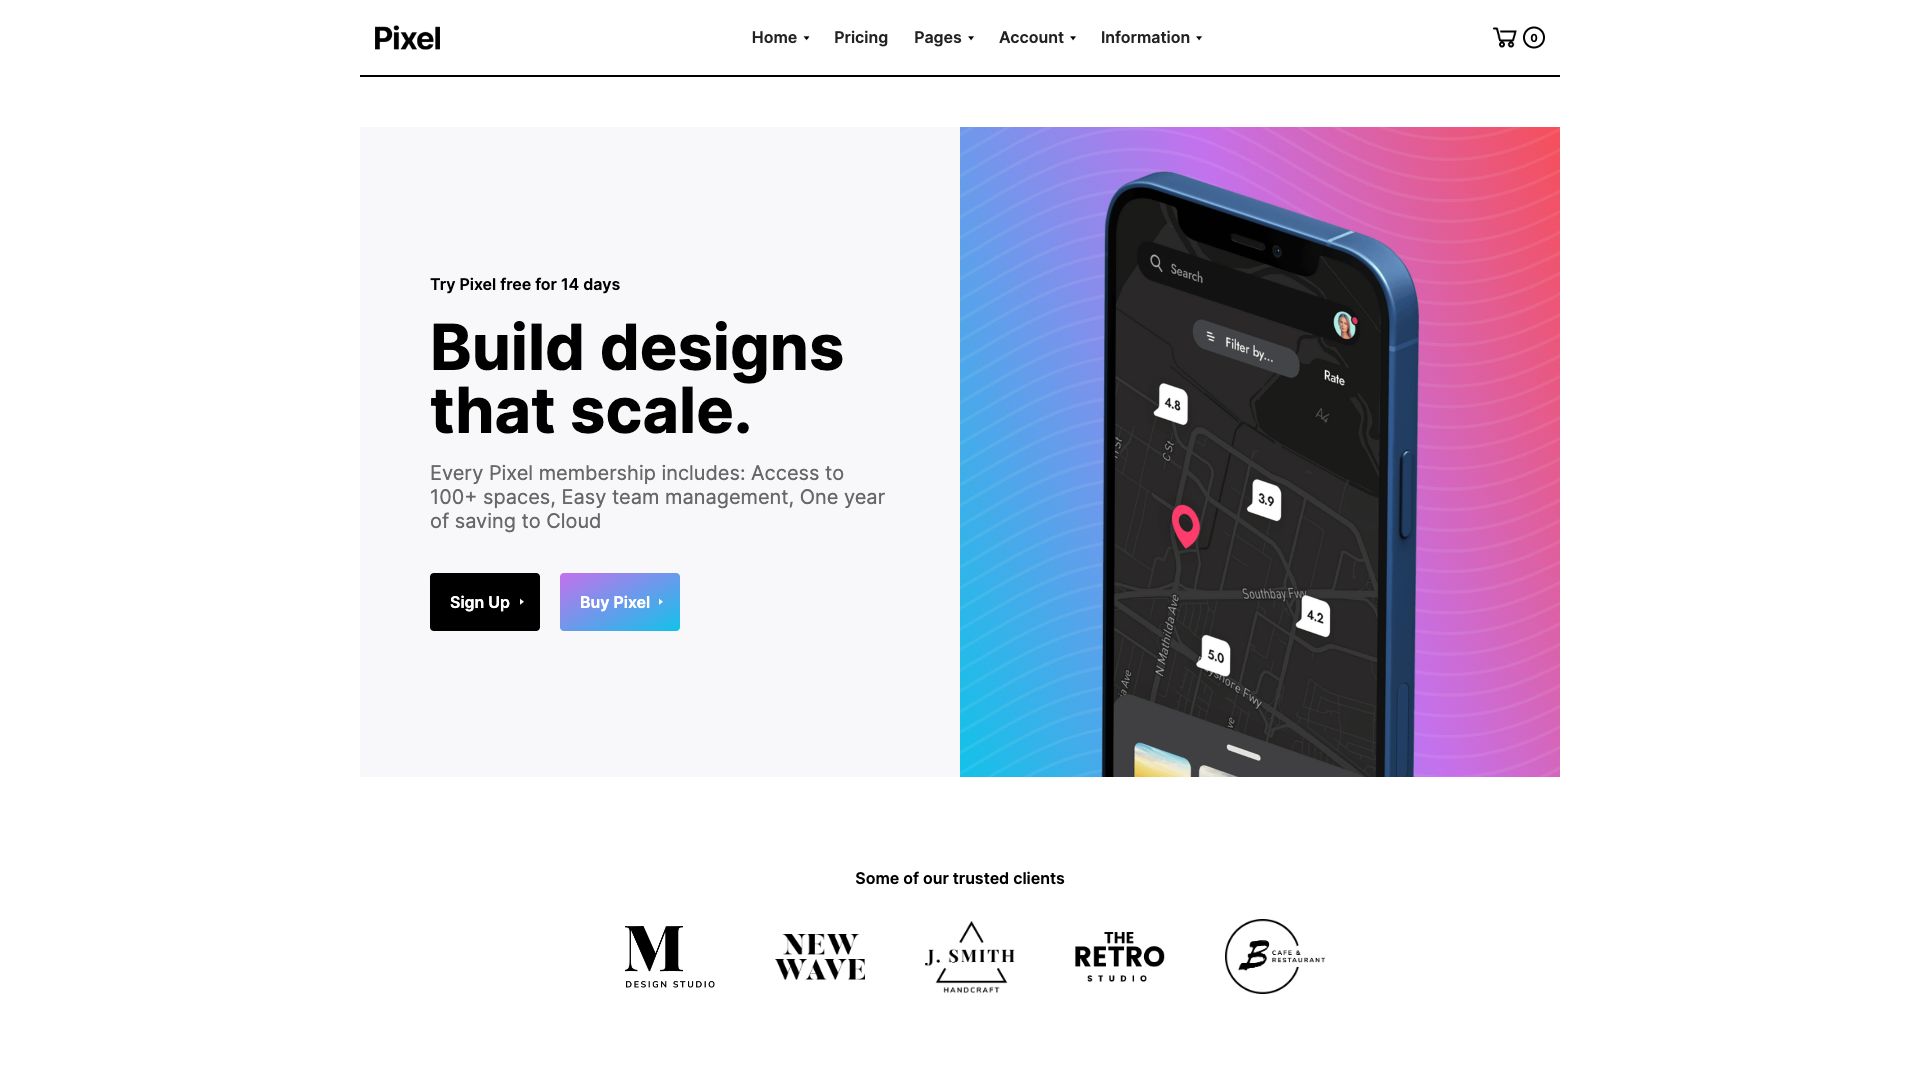 Pixel
Home
Pricing
Pages
Account
Information
0
Try Pixel free for 14 days
Build designs
that scale.
Every Pixel membership includes: Access to
100+ spaces, Easy team management, One year
of saving to Cloud
Sign Up
Buy Pixel
Search
Filter by...
Rate
A4
4.8
C St
3.9
Southbay Fwy
4.2
N Mathilda Ave
5.0
Some of our trusted clients
M
DESIGN STUDIO
NEW
WAVE
J. SMITH
HANDCRAFT
THE
RETRO
STUDIO
B
CAFE &
RESTAURANT